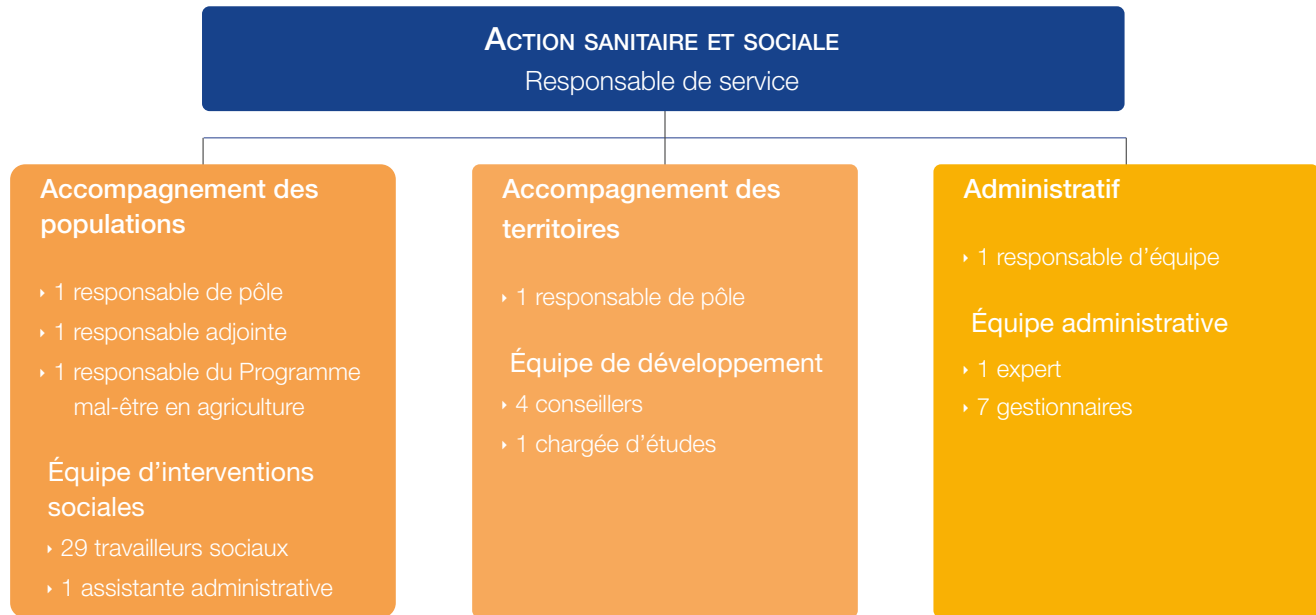 ACTION SANITAIRE ET SOCIALE
Responsable de service
Accompagnement des
populations
‣ 1 responsable de pôle
‣ 1 responsable adjointe
‣ 1 responsable du Programme
mal-être en agriculture
Équipe d’interventions
sociales
‣ 29 travailleurs sociaux
‣ 1 assistante administrative
Accompagnement des
territoires
‣ 1 responsable de pôle
Équipe de développement
‣ 4 conseillers
‣ 1 chargée d’études
Administratif
‣ 1 responsable d’équipe
Équipe administrative
‣ 1 expert
‣ 7 gestionnaires